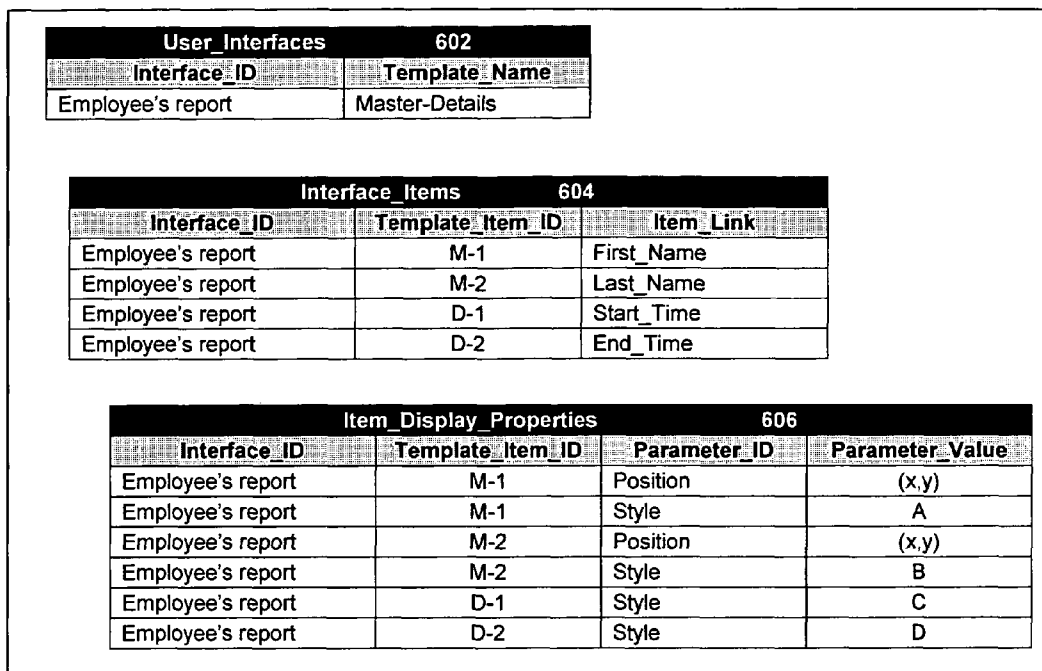 User_Interfaces 602
Interface_ID Template_Name
Employee's report Master-Details
Interface_Items 604
Interface_ID Template_Item_ID Item_Link
Employee's report M-1 First_Name
Employee's report M-2 Last_Name
Employee's report D-1 Start_Time
Employee's report D-2 End_Time
Item_Display_Properties 606
Interface_ID Template_Item_ID Parameter_ID Parameter_Value
Employee's report M-1 Position (x,y)
Employee's report M-1 Style A
Employee's report M-2 Position (x,y)
Employee's report M-2 Style B
Employee's report D-1 Style C
Employee's report D-2 Style D